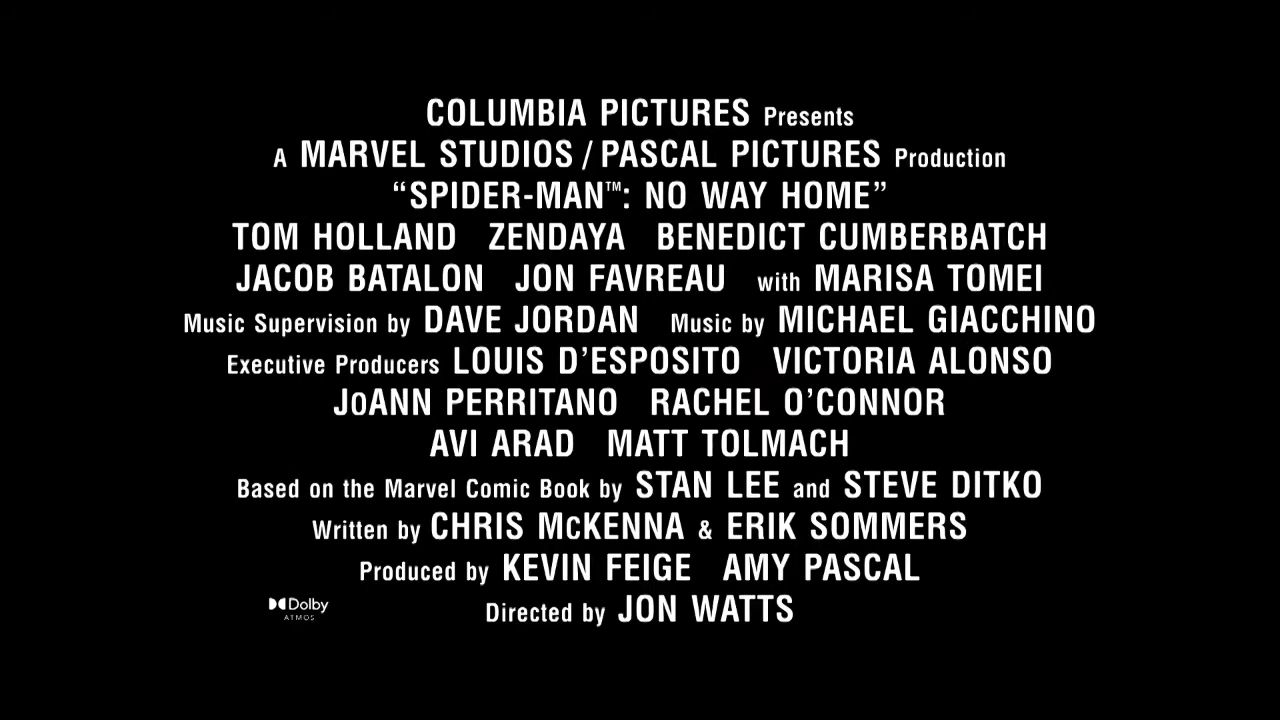 COLUMBIA PICTURES Presents
A MARVEL STUDIOS / PASCAL PICTURES Production
“SPIDER-MAN™: NO WAY HOME”
TOM HOLLAND ZENDAYA BENEDICT CUMBERBATCH
JACOB BATALON JON FAVREAU with MARISA TOMEI
Music Supervision by DAVE JORDAN Music by MICHAEL GIACCHINO
Executive Producers LOUIS D’ESPOSITO VICTORIA ALONSO
JoANN PERRITANO RACHEL O’CONNOR
AVI ARAD MATT TOLMACH
Based on the Marvel Comic Book by STAN LEE and STEVE DITKO
Written by CHRIS McKENNA & ERIK SOMMERS
Produced by KEVIN FEIGE AMY PASCAL
Directed by JON WATTS
Dolby
ATMOS